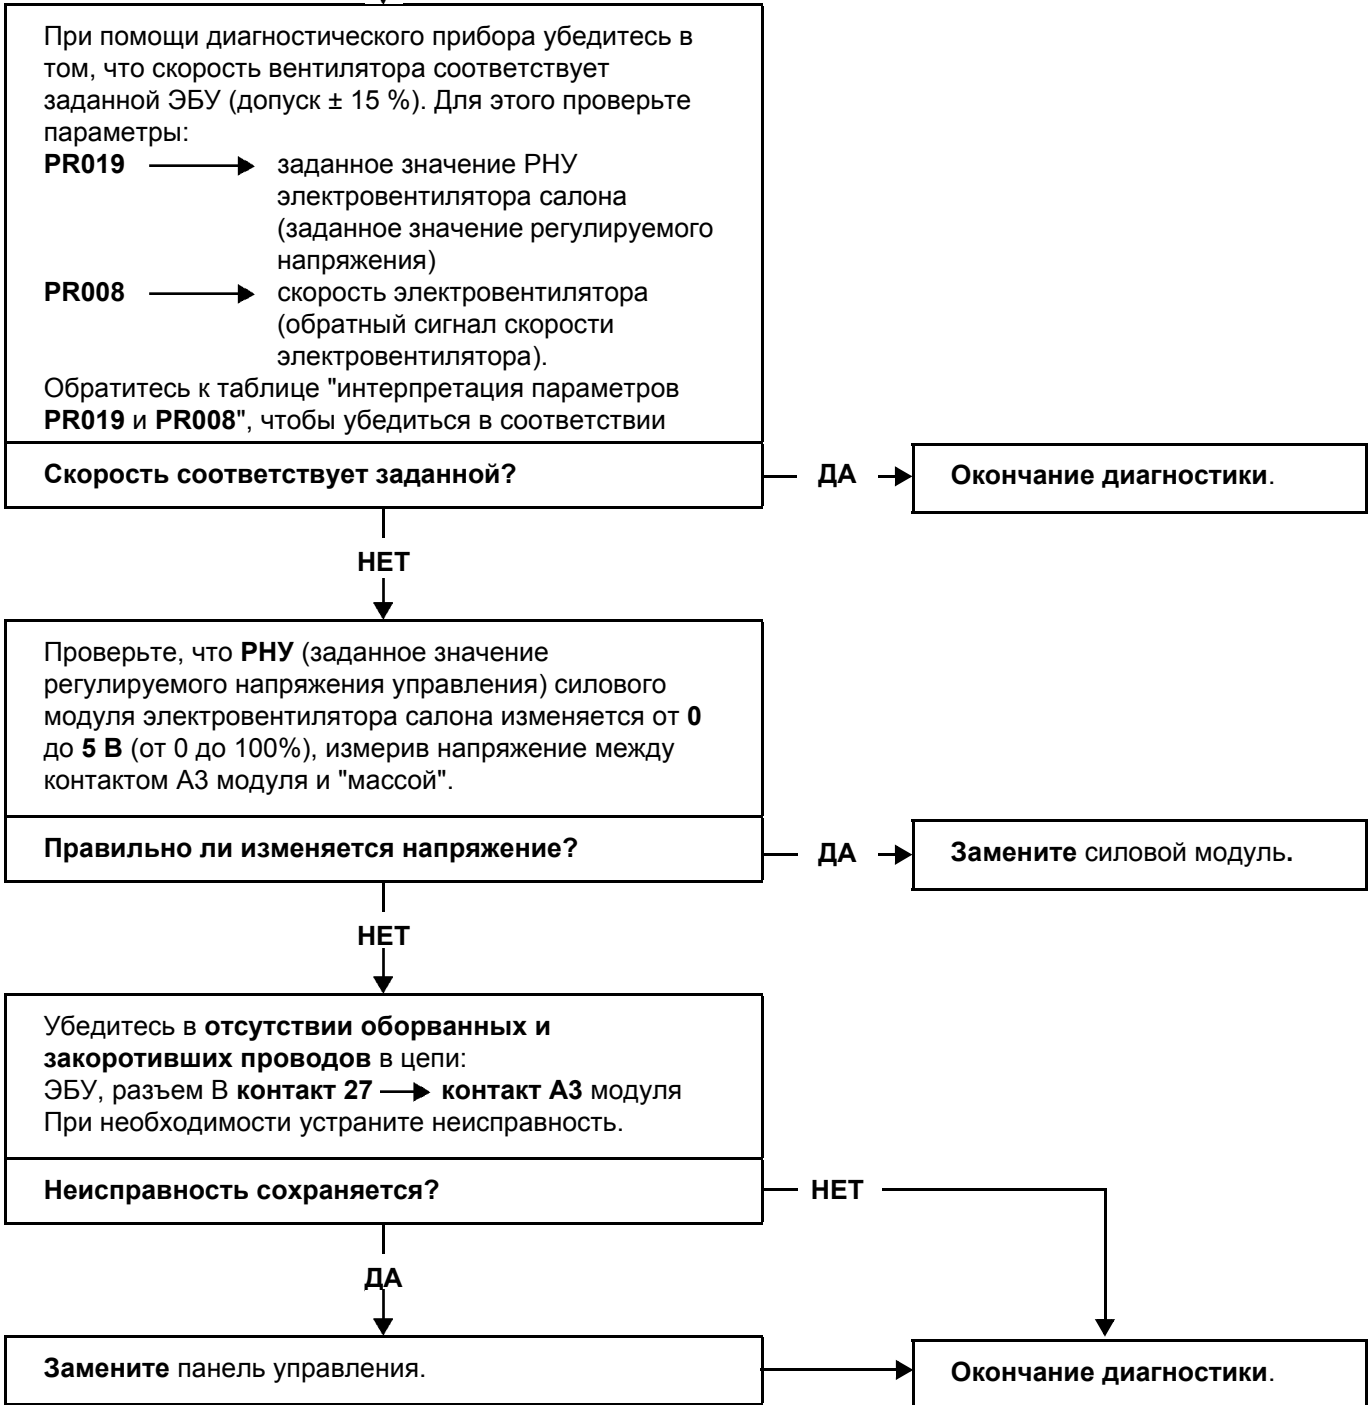 При помощи диагностического прибора убедитесь в
том, что скорость вентилятора соответствует
заданной ЭБУ (допуск ± 15 %). Для этого проверьте
параметры:
PR019 заданное значение РНУ
электровентилятора салона
(заданное значение регулируемого
напряжения)
PR008 скорость электровентилятора
(обратный сигнал скорости
электровентилятора).
Обратитесь к таблице "интерпретация параметров
PR019 и PR008", чтобы убедиться в соответствии
Скорость соответствует заданной?
ДА
Окончание диагностики.
НЕТ
Проверьте, что РНУ (заданное значение
регулируемого напряжения управления) силового
модуля электровентилятора салона изменяется от 0
до 5 В (от 0 до 100%), измерив напряжение между
контактом А3 модуля и "массой".
Правильно ли изменяется напряжение?
ДА
Замените силовой модуль.
НЕТ
Убедитесь в отсутствии оборванных и
закоротивших проводов в цепи:
ЭБУ, разъем В контакт 27 контакт А3 модуля
При необходимости устраните неисправность.
Неисправность сохраняется?
НЕТ
ДА
Замените панель управления.
Окончание диагностики.